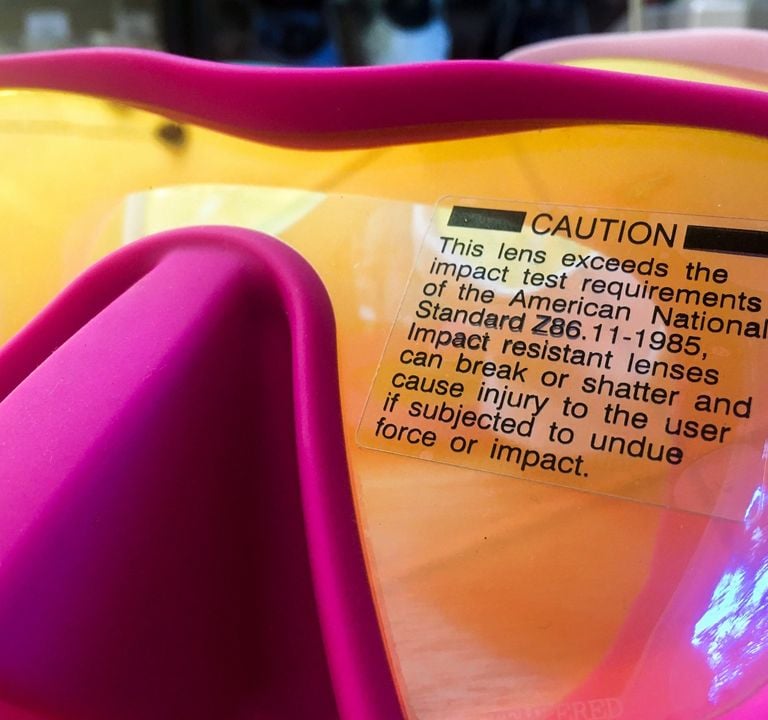 CAUTION
This lens exceeds the
impact test requirements
of the American National
Standard Z86.11-1985,
Impact resistant lenses
can break or shatter and
cause injury to the user
if subjected to undue
force or impact.